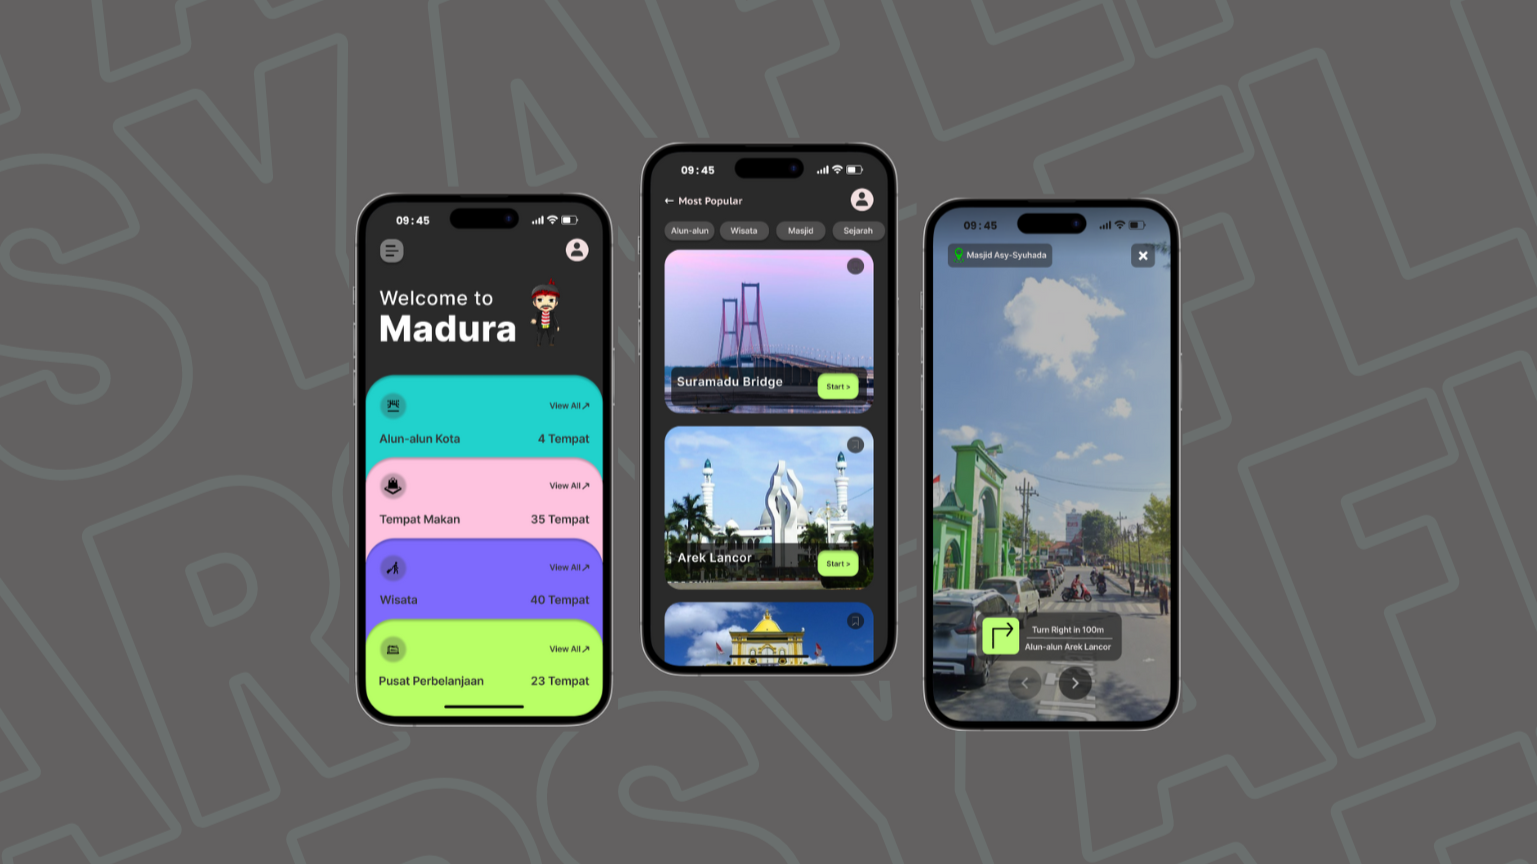 09:45
Welcome to
Madura
View All↗
Alun-alun Kota 4 Tempat
View All↗
Tempat Makan 35 Tempat
View All↗
Wisata 40 Tempat
View All↗
Pusat Perbelanjaan 23 Tempat
09:45
← Most Popular
Alun-alun Wisata Masjid Sejarah
Suramadu Bridge Start >
Arek Lancor Start >
09:45
Masjid Asy-Syuhada
Turn Right in 100m
Alun-alun Arek Lancor